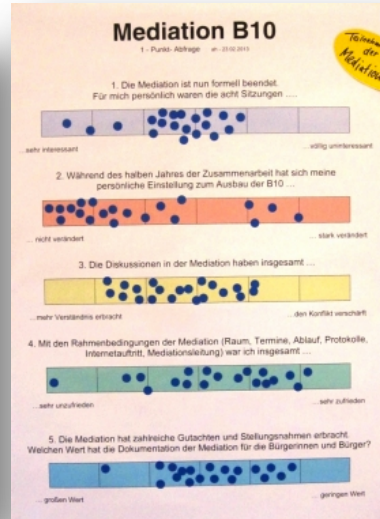 Mediation B10
1 - Punkt- Abfrage
Teilnehmer
der
Mediation
1. Die Mediation ist nun formell beendet.
Für mich persönlich waren die acht Sitzungen ....
...sehr interessant
...völlig uninteressant
2. Während des halben Jahres der Zusammenarbeit hat sich meine
persönliche Einstellung zum Ausbau der B10 ...
... nicht verändert
... stark verändert
3. Die Diskussionen in der Mediation haben insgesamt ...
...mehr Verständnis erbracht
... den Konflikt verschärft
4. Mit den Rahmenbedingungen der Mediation (Raum, Termine, Ablauf, Protokolle,
Internetauftritt, Mediationsleitung) war ich insgesamt ...
...sehr unzufrieden
... sehr zufrieden
5. Die Mediation hat zahlreiche Gutachten und Stellungsnahmen erbracht.
Welchen Wert hat die Dokumentation der Mediation für die Bürgerinnen und Bürger?
... großen Wert
... geringen Wert